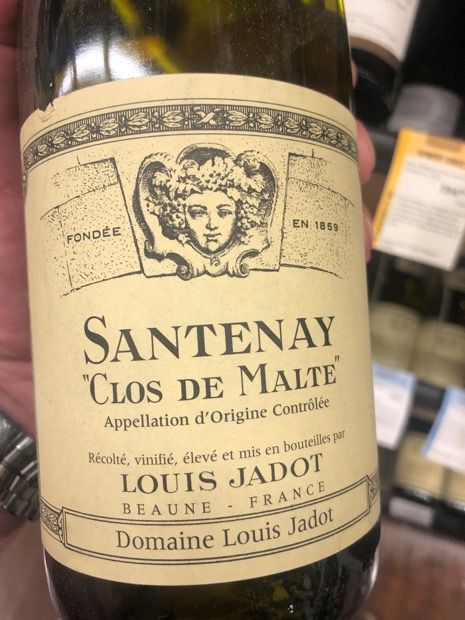 FONDÉE
EN 1859
SANTENAY
"CLOS DE MALTE"
Appellation d'Origine Contrôlée
Récolté, vinifié, élevé et mis en bouteilles par
LOUIS JADOT
BEAUNE - FRANCE
Domaine Louis Jadot